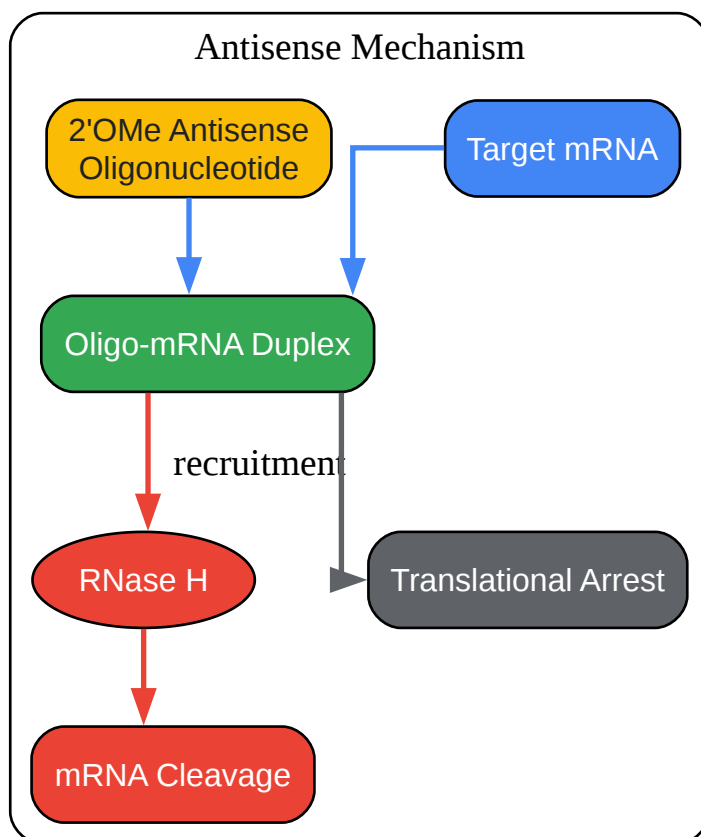 Antisense Mechanism
2'OMe Antisense
Oligonucleotide
Target mRNA
Oligo-mRNA Duplex
recruitment
RNase H
Translational Arrest
mRNA Cleavage